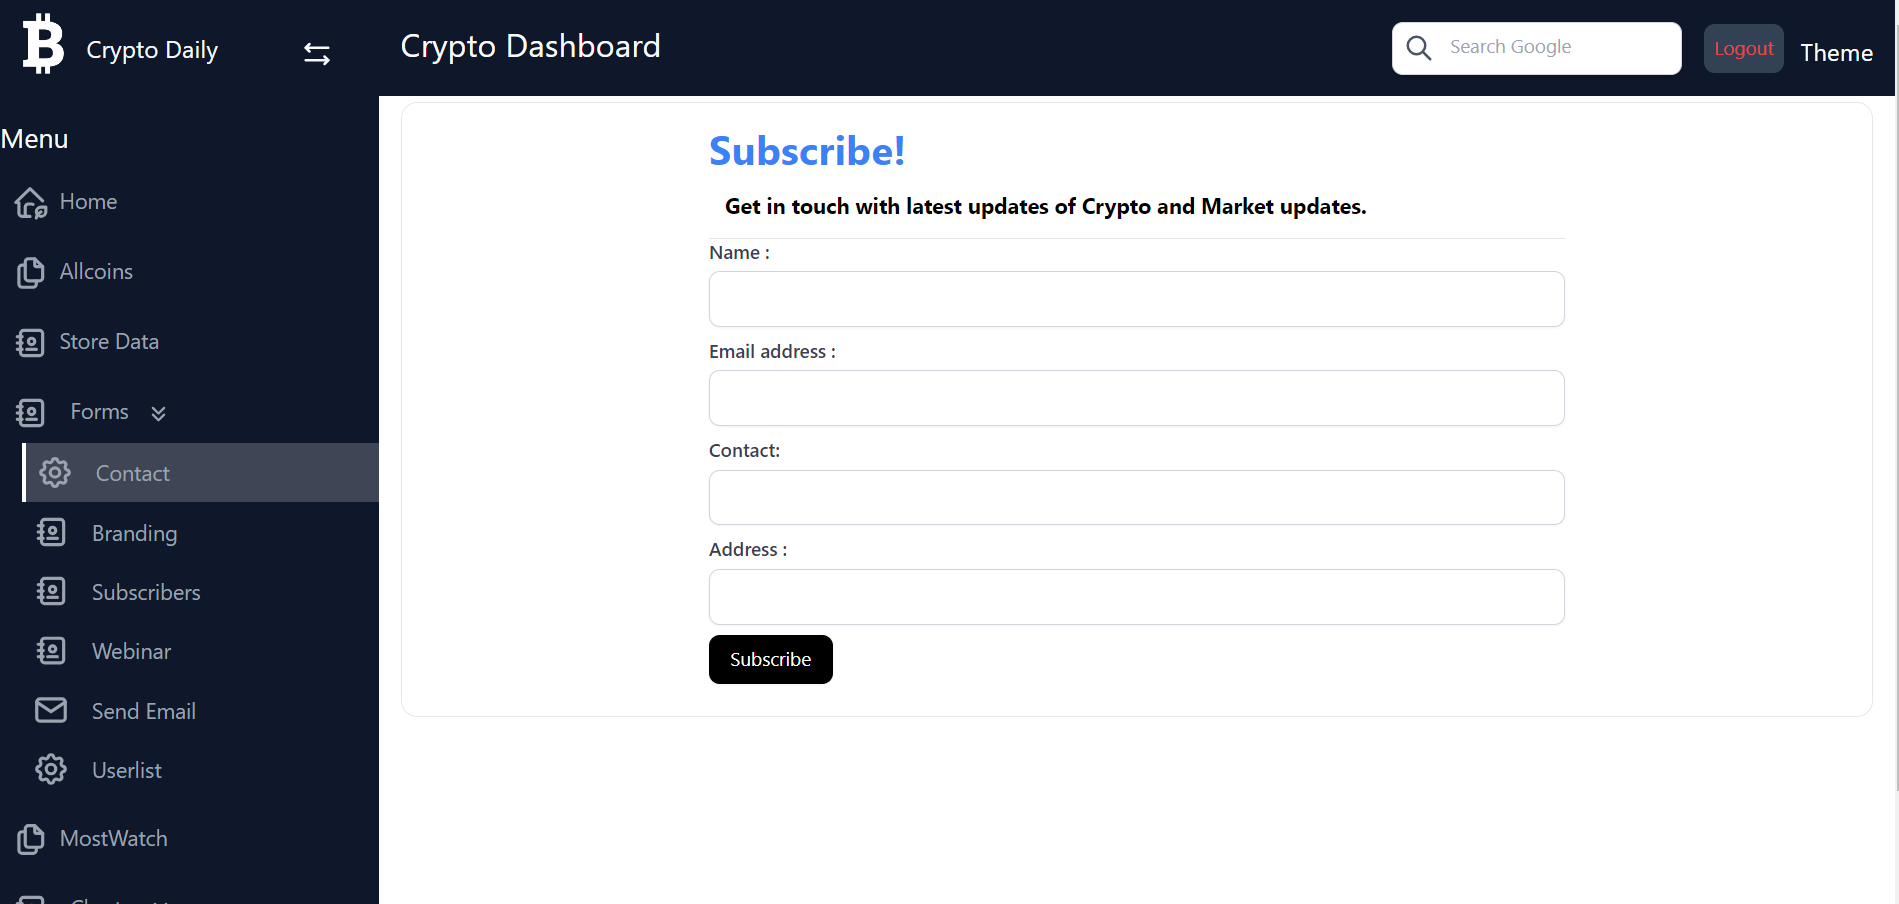 Crypto Daily
Crypto Dashboard
Search Google
Logout
Theme
Menu
Home
Allcoins
Store Data
Forms
Contact
Branding
Subscribers
Webinar
Send Email
Userlist
MostWatch
Subscribe!
Get in touch with latest updates of Crypto and Market updates.
Name :
Email address :
Contact:
Address :
Subscribe